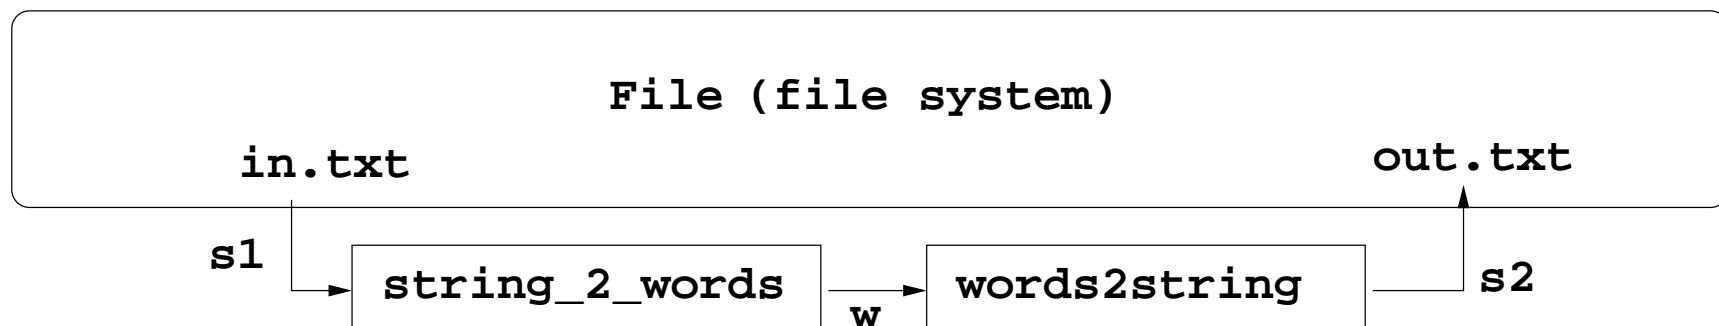 File (file system)
in.txt
out.txt
s1
string_2_words
words2string
s2
w